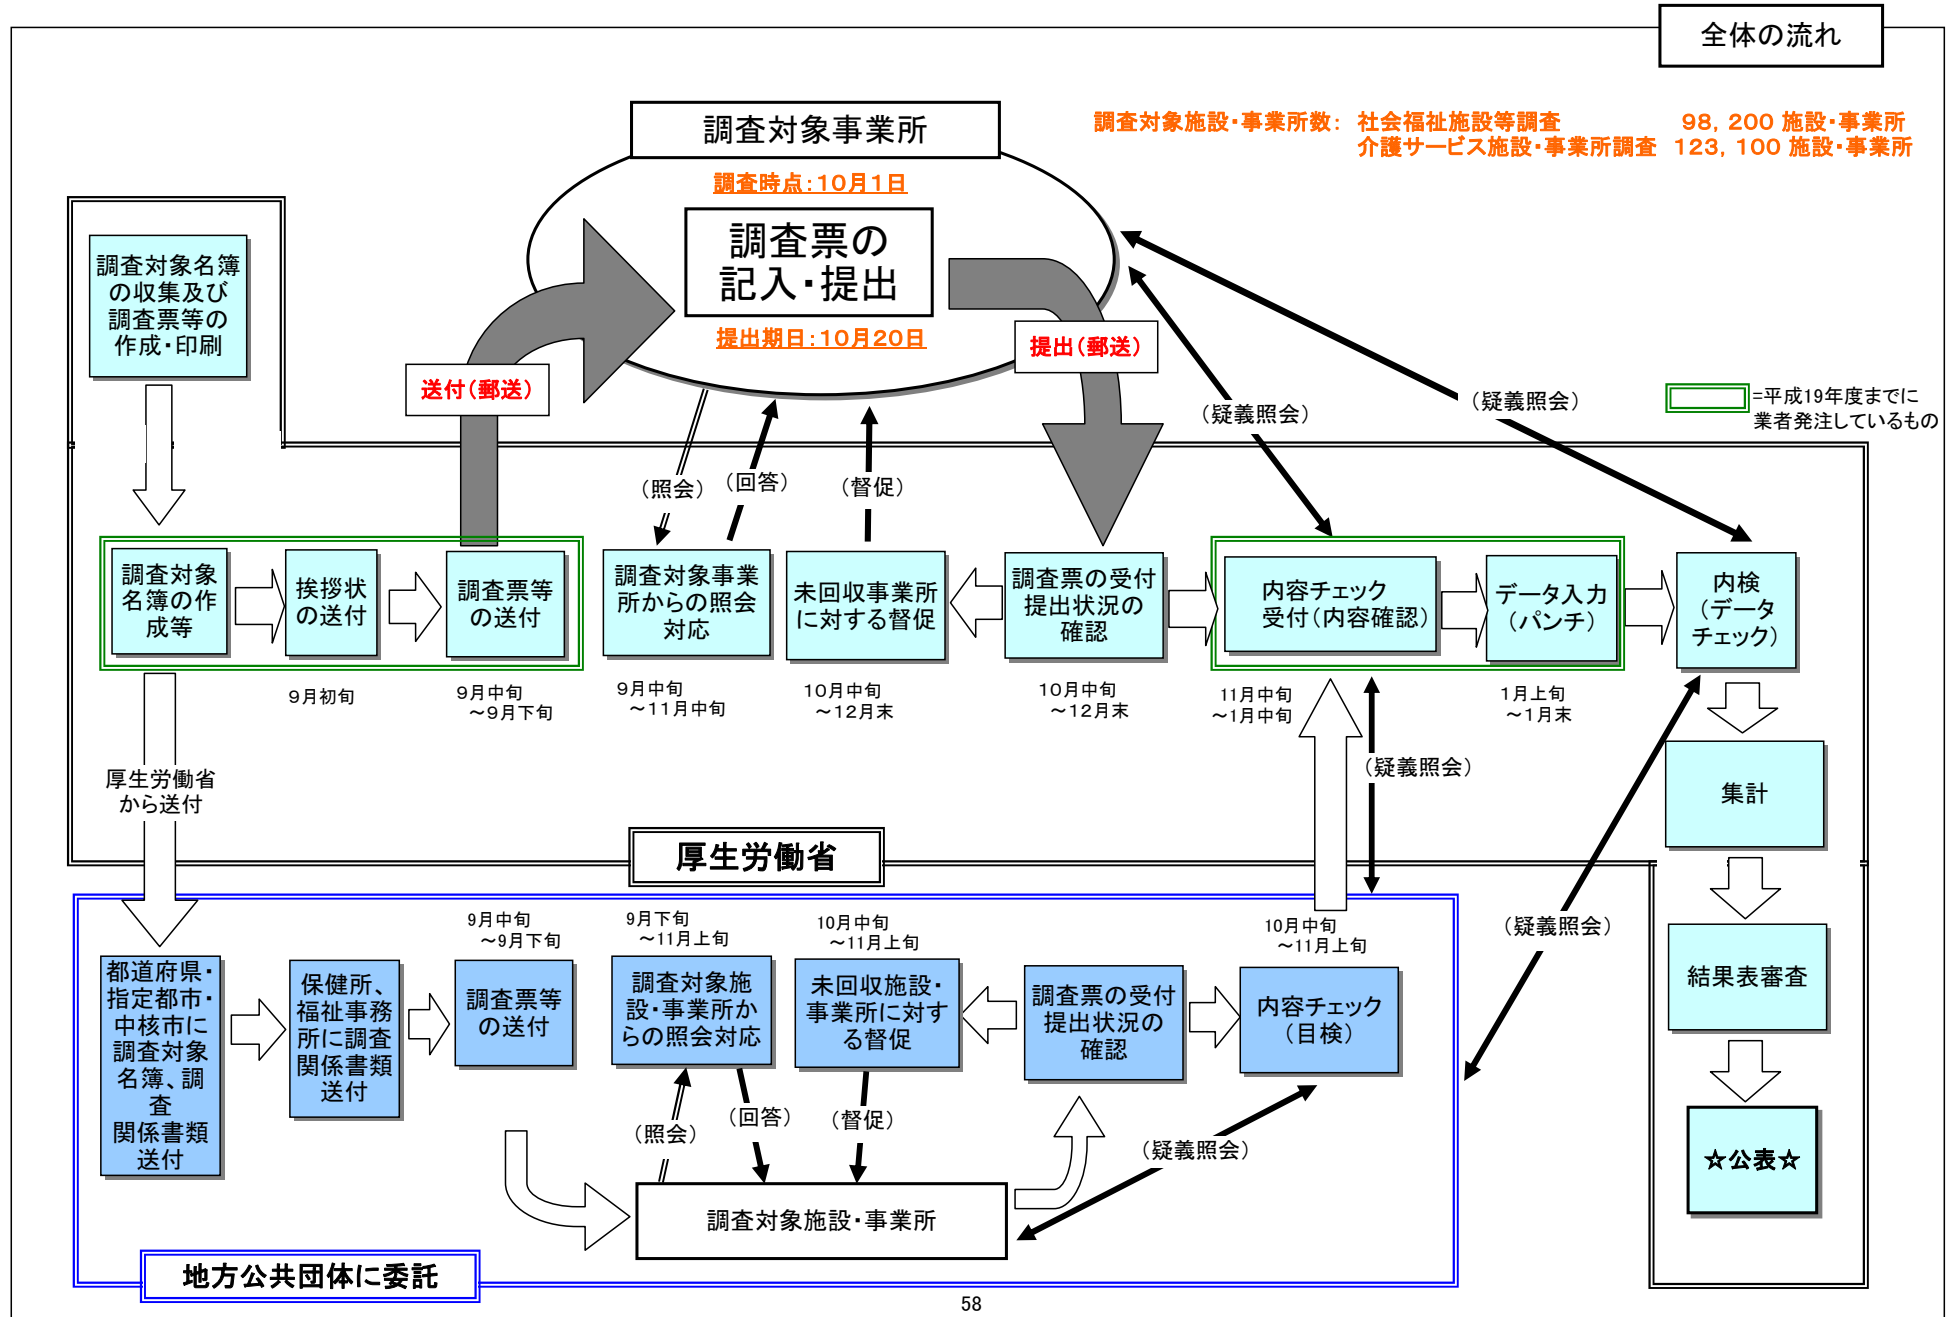 全体の流れ
調査対象事業所
調査対象施設・事業所数： 社会福祉施設等調査 98，200 施設・事業所
介護サービス施設・事業所調査 123，100 施設・事業所
調査時点：10月1日
調査票の
記入・提出
提出期日：10月20日
調査対象名簿
の収集及び
調査票等の
作成・印刷
送付（郵送）
提出（郵送）
（疑義照会）
（疑義照会）
=平成19年度までに
業者発注しているもの
（照会）
（回答）
（督促）
調査対象
名簿の作
成等
挨拶状
の送付
調査票等
の送付
調査対象事業
所からの照会
対応
未回収事業所
に対する督促
調査票の受付
提出状況の
確認
内容チェック
受付（内容確認）
データ入力
（パンチ）
内検
（データ
チェック）
９月初旬
９月中旬
～９月下旬
９月中旬
～11月中旬
１０月中旬
～１２月末
１０月中旬
～１２月末
11月中旬
～1月中旬
１月上旬
～１月末
厚生労働省
から送付
（疑義照会）
集計
厚生労働省
9月中旬
～9月下旬
9月下旬
～11月上旬
10月中旬
～11月上旬
10月中旬
～11月上旬
（疑義照会）
都道府県・
指定都市・
中核市に
調査対象
名簿、調
査
関係書類
送付
保健所、
福祉事務
所に調査
関係書類
送付
調査票等
の送付
調査対象施
設・事業所か
らの照会対応
未回収施設・
事業所に対す
る督促
調査票の受付
提出状況の
確認
内容チェック
（目検）
結果表審査
（照会）
（回答）
（督促）
（疑義照会）
☆公表☆
調査対象施設・事業所
地方公共団体に委託
58